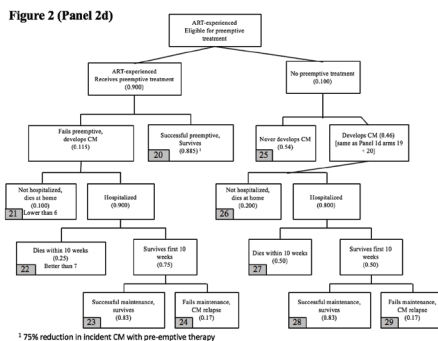 Figure 2 (Panel 2d)
ART-experienced
Eligible for preemptive
treatment
ART-experienced
Receives preemptive treatment
(0.900)
No preemptive treatment
(0.100)
Fails preemptive,
develops CM
(0.115)
Successful preemptive,
Survives
(0.885) ¹
20
Never develops CM
(0.54)
25
Develops CM (0.46)
[same as Panel 1d arms 19
+ 20]
Not hospitalized,
dies at home
(0.100)
Lower than 6
21
Hospitalized
(0.900)
Not hospitalized,
dies at home
(0.200)
26
Hospitalized
(0.800)
Dies within 10 weeks
(0.25)
Better than 7
22
Survives first 10
weeks
(0.75)
Dies within 10 weeks
(0.50)
27
Survives first 10
weeks
(0.50)
Successful maintenance,
survives
(0.83)
23
Fails maintenance,
CM relapse
(0.17)
24
Successful maintenance,
survives
(0.83)
28
Fails maintenance,
CM relapse
(0.17)
29
¹ 75% reduction in incident CM with pre-emptive therapy